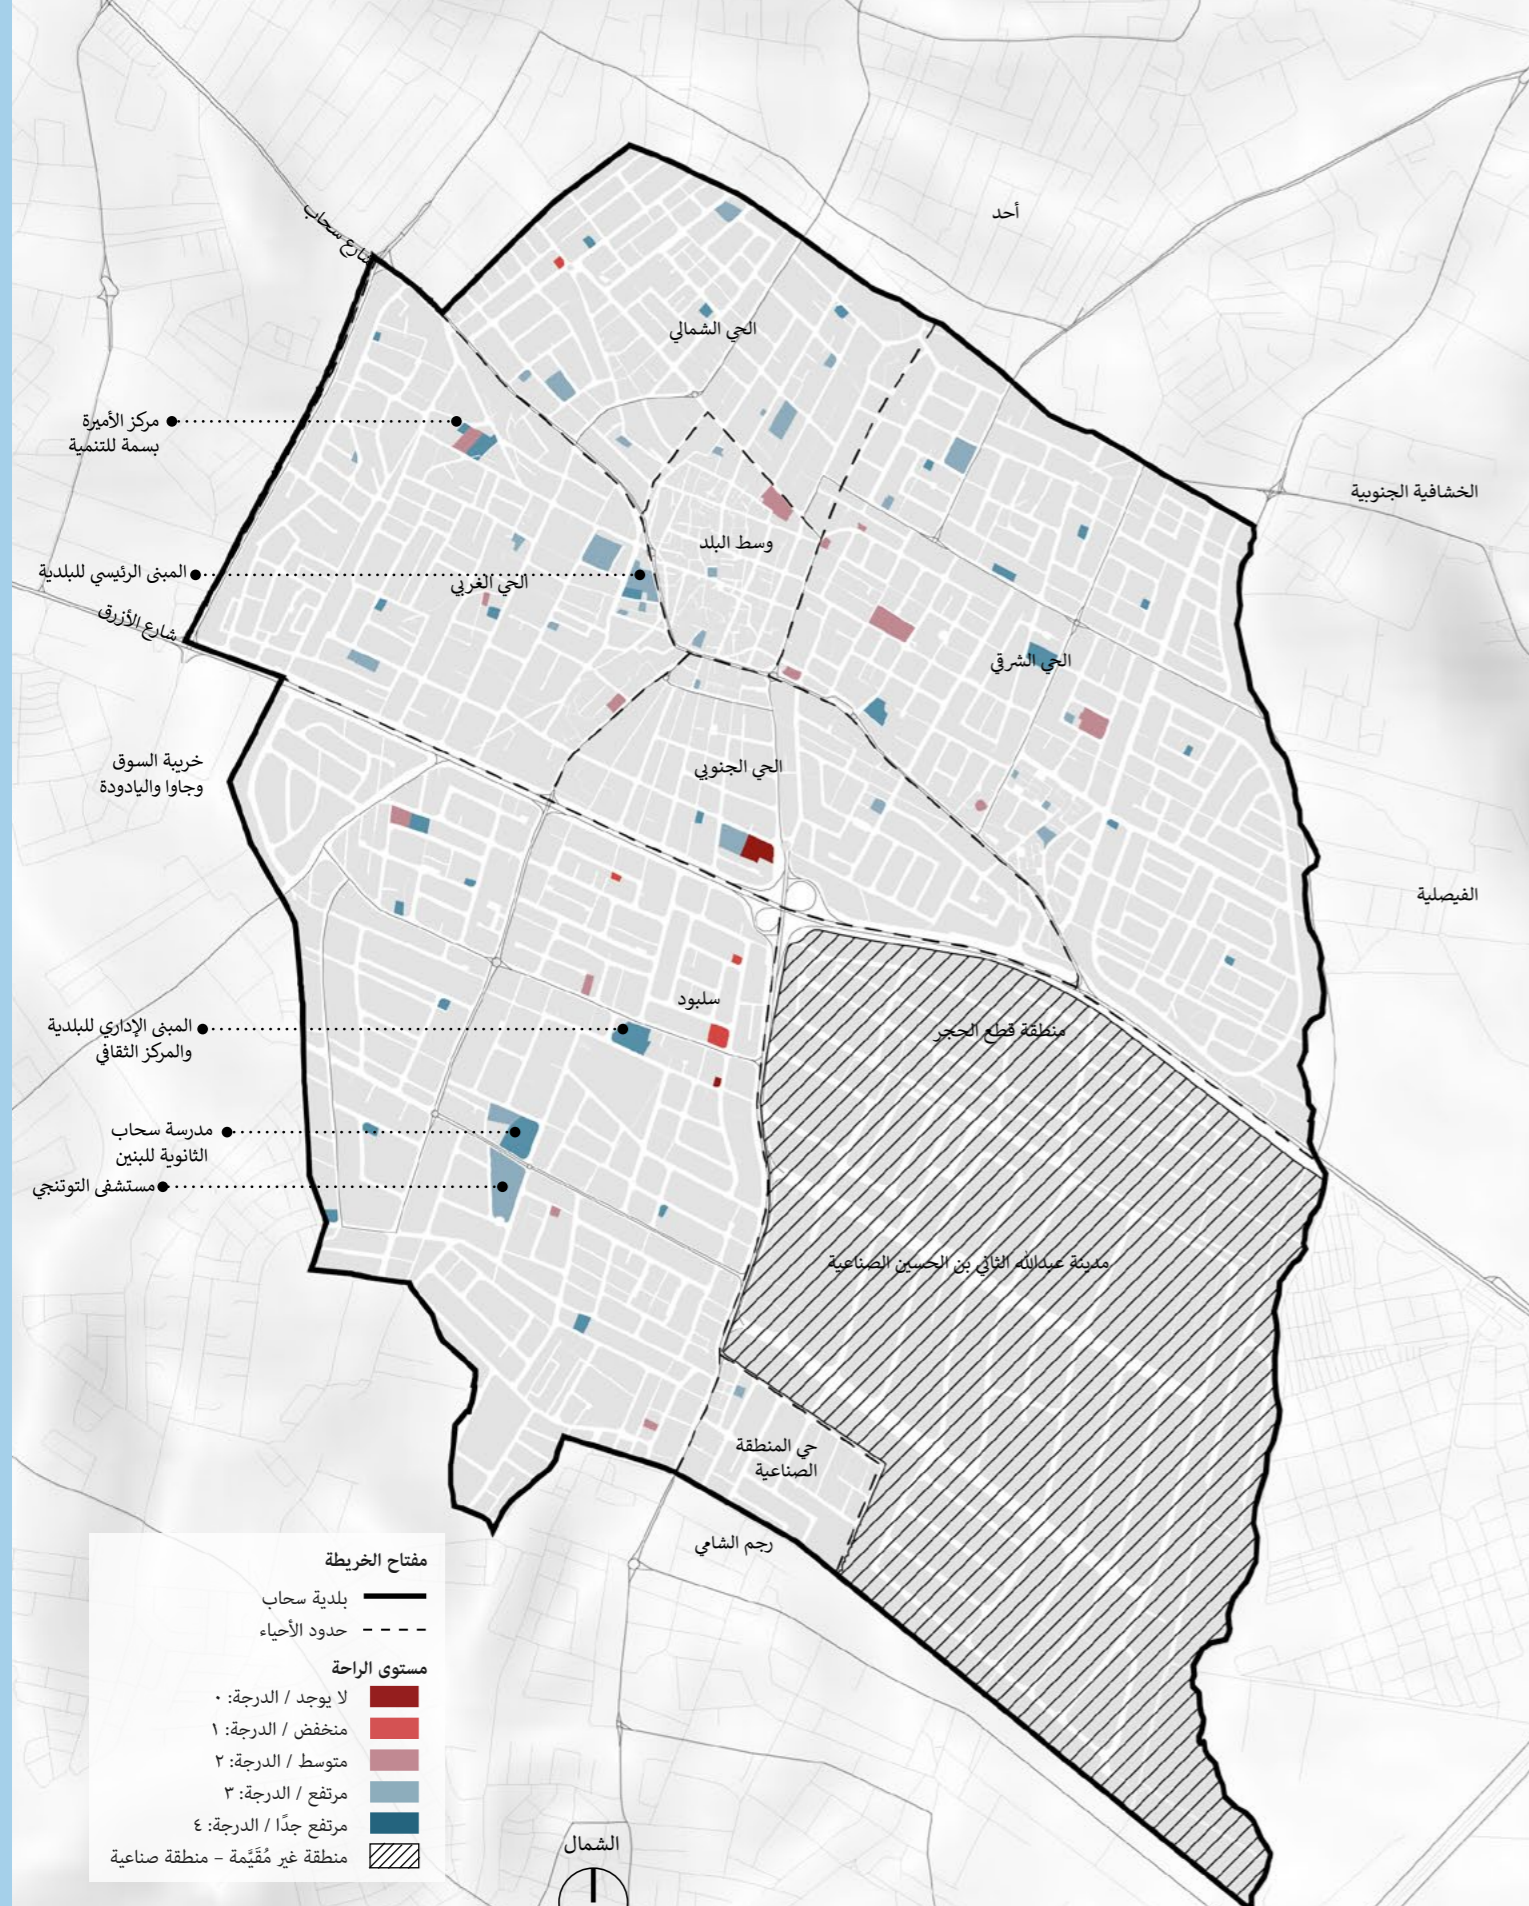 أحد
شارع سحاب
الحي الشمالي
مركز الأميرة
بسمة للتنمية
الخشافية الجنوبية
وسط البلد
المبنى الرئيسي للبلدية
الحي الغربي
شارع الأزرق
الحي الشرقي
خريبة السوق
وجاوا واليادودة
الحي الجنوبي
الفيصلية
سلبود
المبنى الإداري للبلدية
والمركز الثقافي
منطقة قطع الحجر
مدرسة سحاب
الثانوية للبنين
مستشفى التوتنجي
مدينة عبدالله الثاني بن الحسين الصناعية
حي المنطقة
الصناعية
رجم الشامي
مفتاح الخريطة
بلدية سحاب
حدود الأحياء
مستوى الراحة
لا يوجد / الدرجة: ٠
منخفض / الدرجة: ١
متوسط / الدرجة: ٢
مرتفع / الدرجة: ٣
مرتفع جدًا / الدرجة: ٤
منطقة غير مُقَيَّمة – منطقة صناعية
الشمال